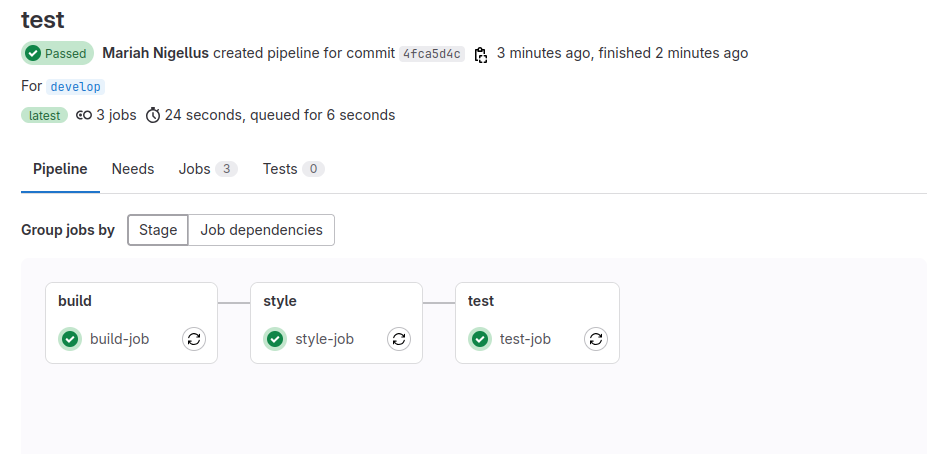 test
Passed Mariah Nigellus created pipeline for commit 4fca5d4c 3 minutes ago, finished 2 minutes ago
For develop
latest 3 jobs 24 seconds, queued for 6 seconds
Pipeline Needs Jobs 3 Tests 0
Group jobs by Stage Job dependencies
build style test
build-job style-job test-job